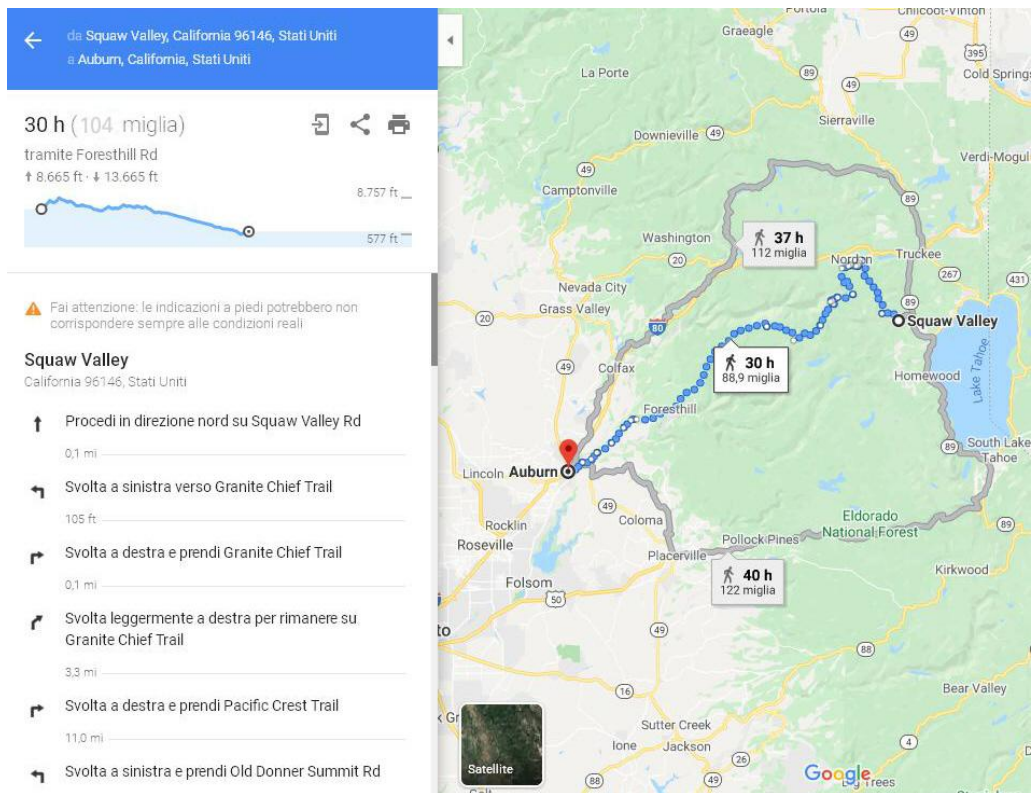 da Squaw Valley, California 96146, Stati Uniti
a Auburn, California, Stati Uniti
30 h (104 miglia)
tramite Foresthill Rd
↑ 8.665 ft · ↓ 13.665 ft
8.757 ft
577 ft
Fai attenzione: le indicazioni a piedi potrebbero non
corrispondere sempre alle condizioni reali
Squaw Valley
California 96146, Stati Uniti
Procedi in direzione nord su Squaw Valley Rd
0,1 mi
Svolta a sinistra verso Granite Chief Trail
105 ft
Svolta a destra e prendi Granite Chief Trail
0,1 mi
Svolta leggermente a destra per rimanere su
Granite Chief Trail
3,3 mi
Svolta a destra e prendi Pacific Crest Trail
11,0 mi
Svolta a sinistra e prendi Old Donner Summit Rd
Portola
Chilcoot-Vinton
Graeagle
49
395
La Porte
89
Cold Springs
49
Sierraville
Downieville
49
Verdi-Mogul
49
Camptonville
89
Washington
37 h
112 miglia
Norden
Truckee
20
267
431
Nevada City
89
20
Grass Valley
80
Squaw Valley
49
Colfax
30 h
88,9 miglia
Homewood
Lake Tahoe
Foresthill
89
South Lake
Tahoe
Lincoln
Auburn
49
Coloma
Rocklin
Roseville
Eldorado
National Forest
89
Pollock Pines
Placerville
Kirkwood
40 h
122 miglia
Folsom
50
to
49
88
16
Bear Valley
Sutter Creek
Ione
Jackson
4
26
Satellite
88
49
Google
Big Trees